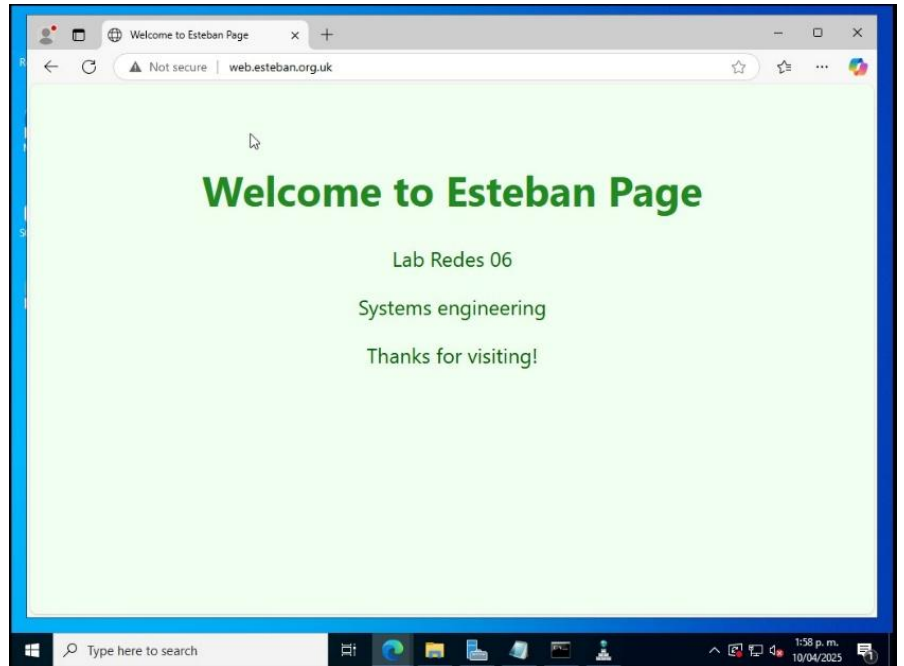 Welcome to Esteban Page
Not secure | web.esteban.org.uk
Welcome to Esteban Page
Lab Redes 06
Systems engineering
Thanks for visiting!
Type here to search
1:58 p. m.
10/04/2025